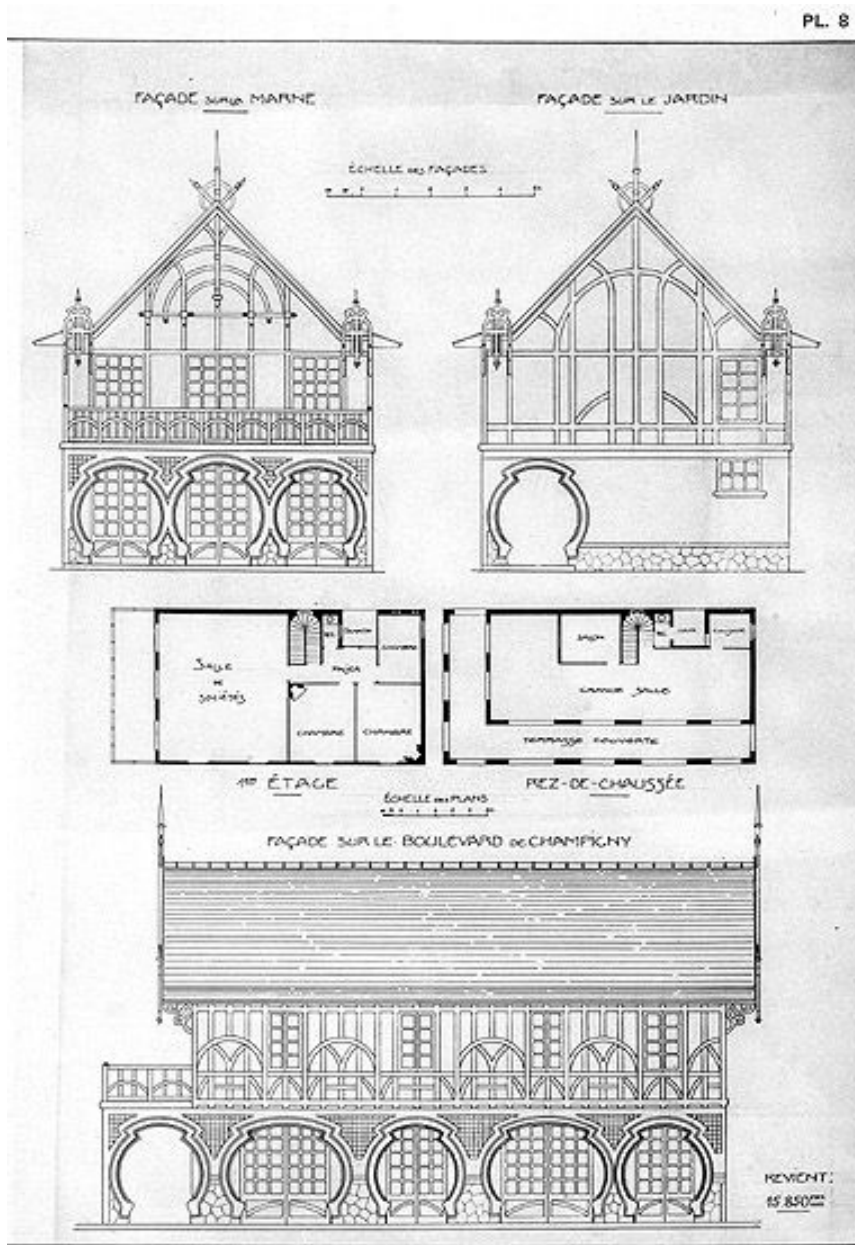 PL. 8
FAÇADE SUR LA MARNE
FAÇADE SUR LE JARDIN
ÉCHELLE DES FAÇADES
SALLE
DE
SOCIÉTÉS
W.C.
PALIER
CHAMBRE
CHAMBRE
SALON
W.C.
CUISINE
GRANDE SALLE
TERRASSE COUVERTE
1ER ÉTAGE
REZ-DE-CHAUSSÉE
ÉCHELLE DES PLANS
FAÇADE SUR LE BOULEVARD DE CHAMPIGNY
REVIENT:
15.850